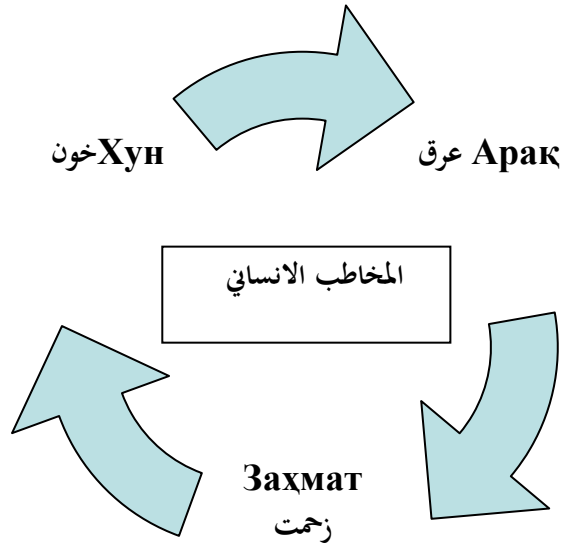 خون Хун
عرق Арақ
المخاطب الانساني
Заҳмат
زحمت